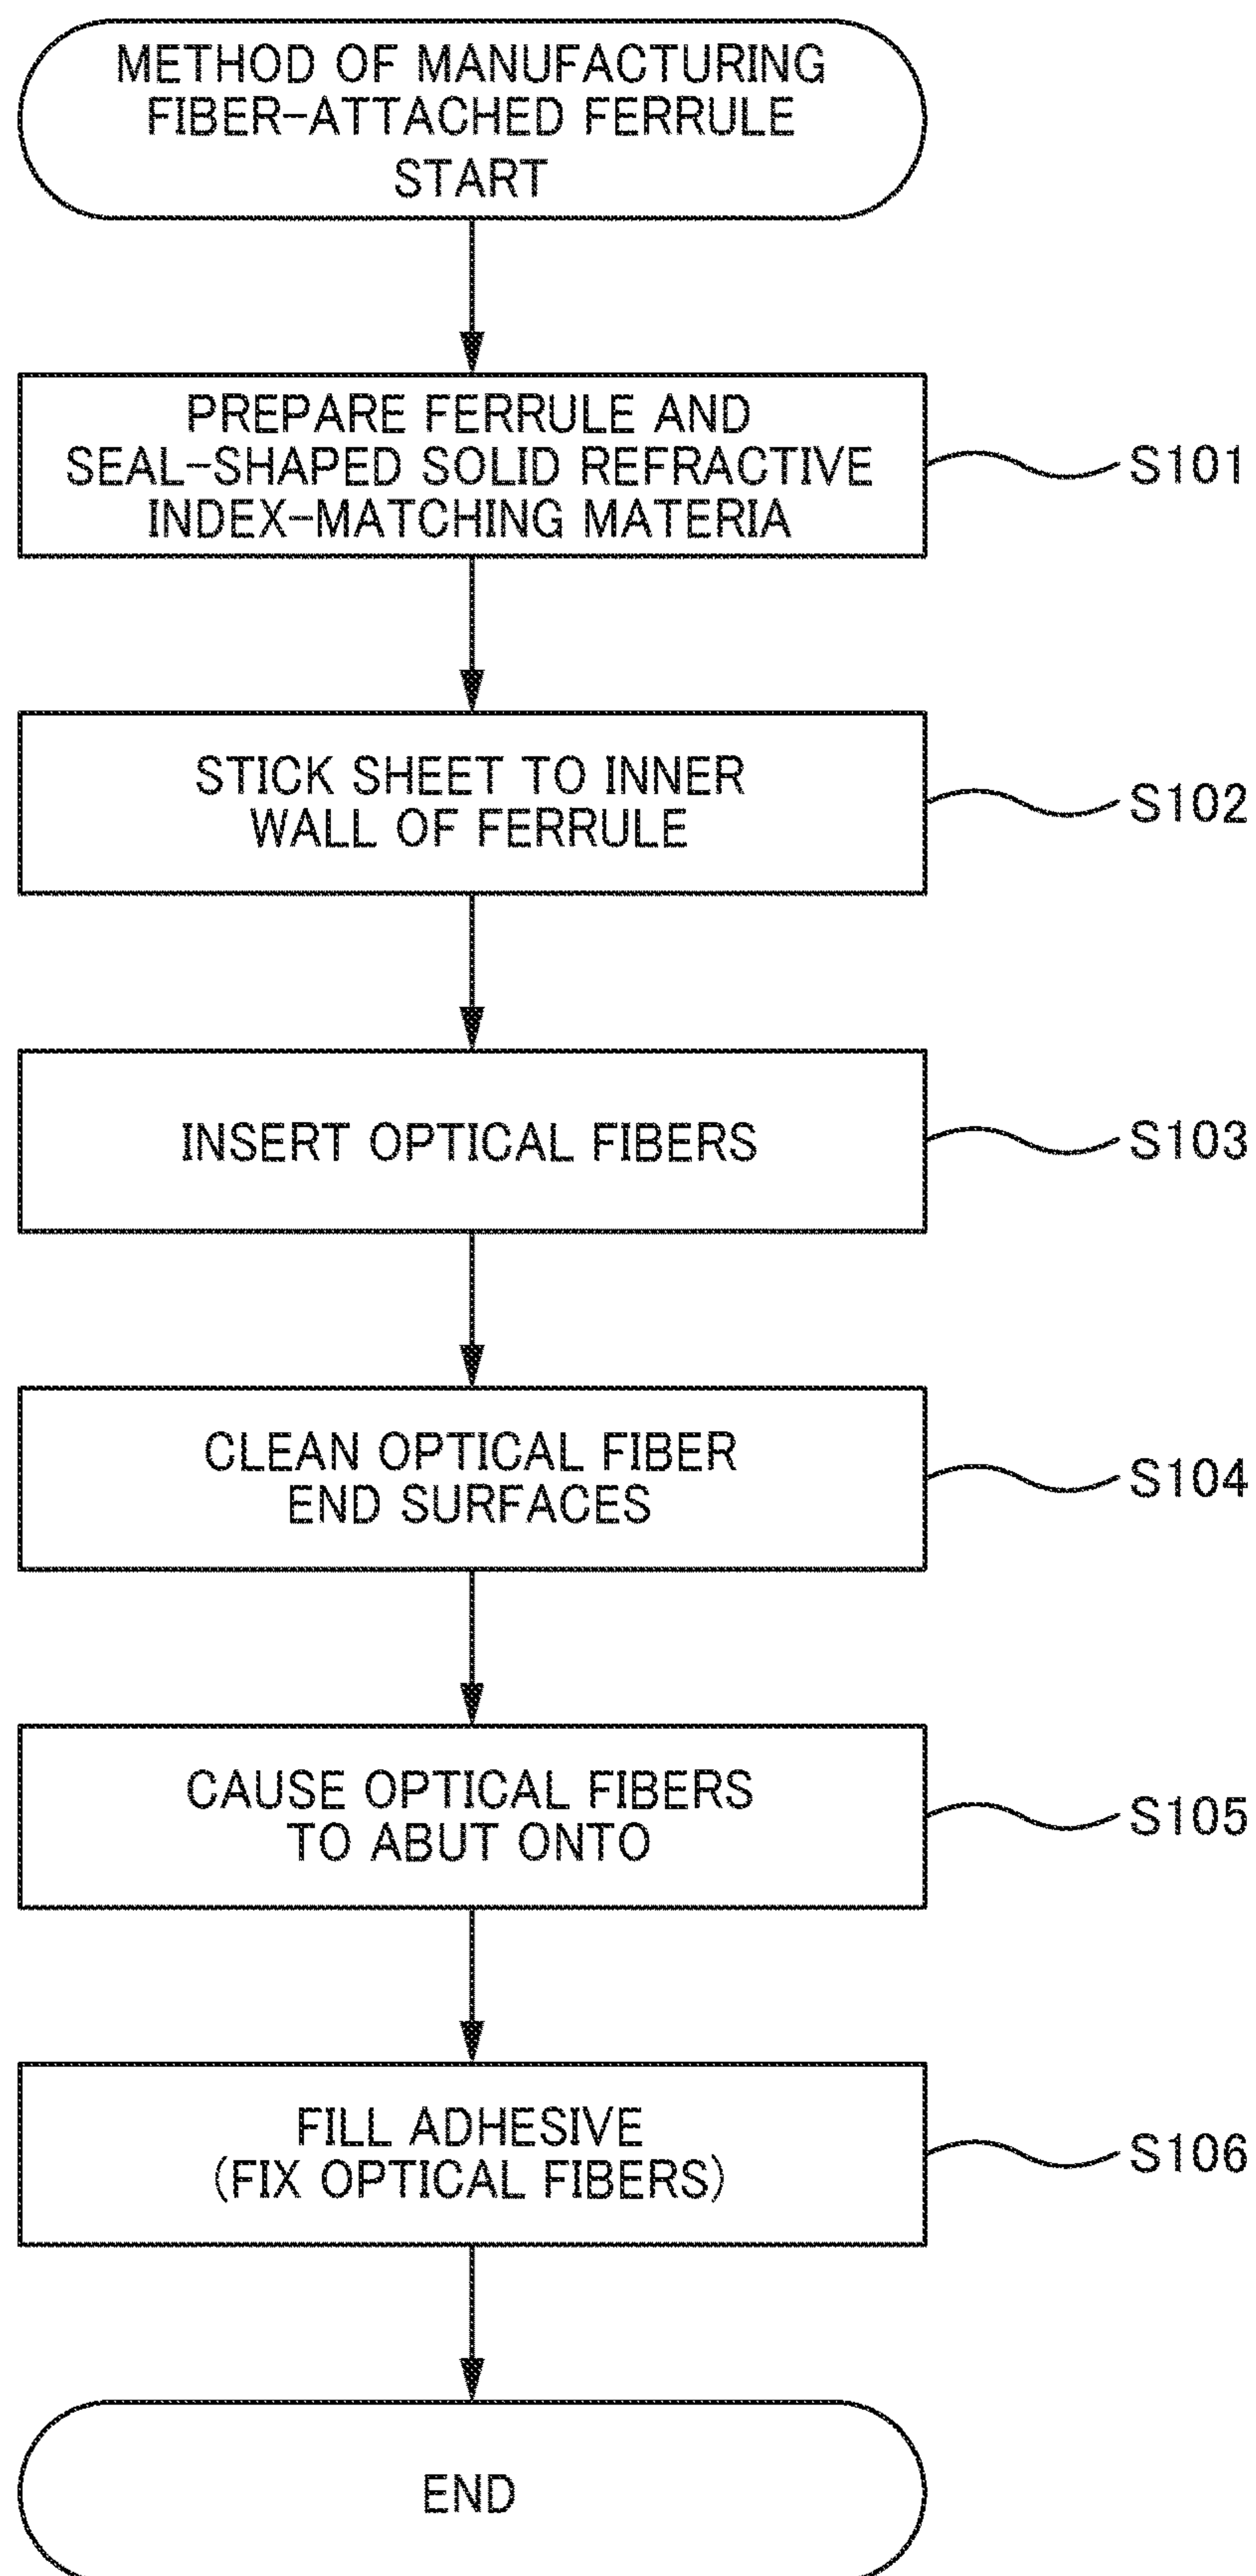 METHOD OF MANUFACTURING
FIBER-ATTACHED FERRULE
START
PREPARE FERRULE AND
SEAL-SHAPED SOLID REFRACTIVE
INDEX-MATCHING MATERIA
S101
STICK SHEET TO INNER
WALL OF FERRULE
S102
INSERT OPTICAL FIBERS
S103
CLEAN OPTICAL FIBER
END SURFACES
S104
CAUSE OPTICAL FIBERS
TO ABUT ONTO
S105
FILL ADHESIVE
(FIX OPTICAL FIBERS)
S106
END